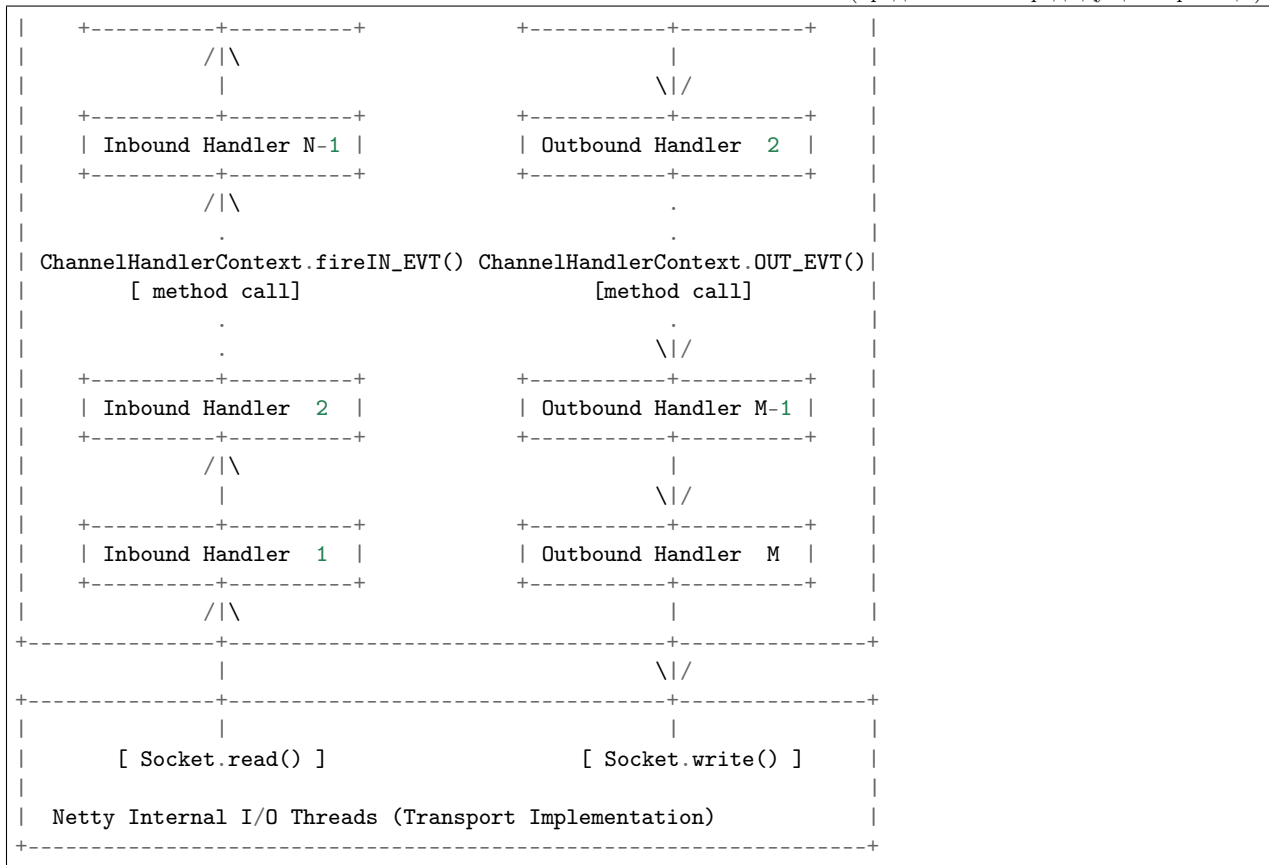 |    +----------+----------+            +-----------+----------+    |
|              /|\                                  |               |
|               |                                  \|/              |
|    +----------+----------+            +-----------+----------+    |
|    | Inbound Handler N-1 |            | Outbound Handler  2  |    |
|    +----------+----------+            +-----------+----------+    |
|              /|\                                  .               |
|               .                                   .               |
| ChannelHandlerContext.fireIN_EVT() ChannelHandlerContext.OUT_EVT()|
|        [ method call]                       [method call]         |
|               .                                   .               |
|               .                                  \|/              |
|    +----------+----------+            +-----------+----------+    |
|    | Inbound Handler  2  |            | Outbound Handler M-1 |    |
|    +----------+----------+            +-----------+----------+    |
|              /|\                                  |               |
|               |                                  \|/              |
|    +----------+----------+            +-----------+----------+    |
|    | Inbound Handler  1  |            | Outbound Handler  M  |    |
|    +----------+----------+            +-----------+----------+    |
|              /|\                                  |               |
+---------------+-----------------------------------+---------------+
                |                                  \|/
+---------------+-----------------------------------+---------------+
|               |                                   |               |
|       [ Socket.read() ]                    [ Socket.write() ]     |
|                                                                   |
|  Netty Internal I/O Threads (Transport Implementation)            |
+-------------------------------------------------------------------+